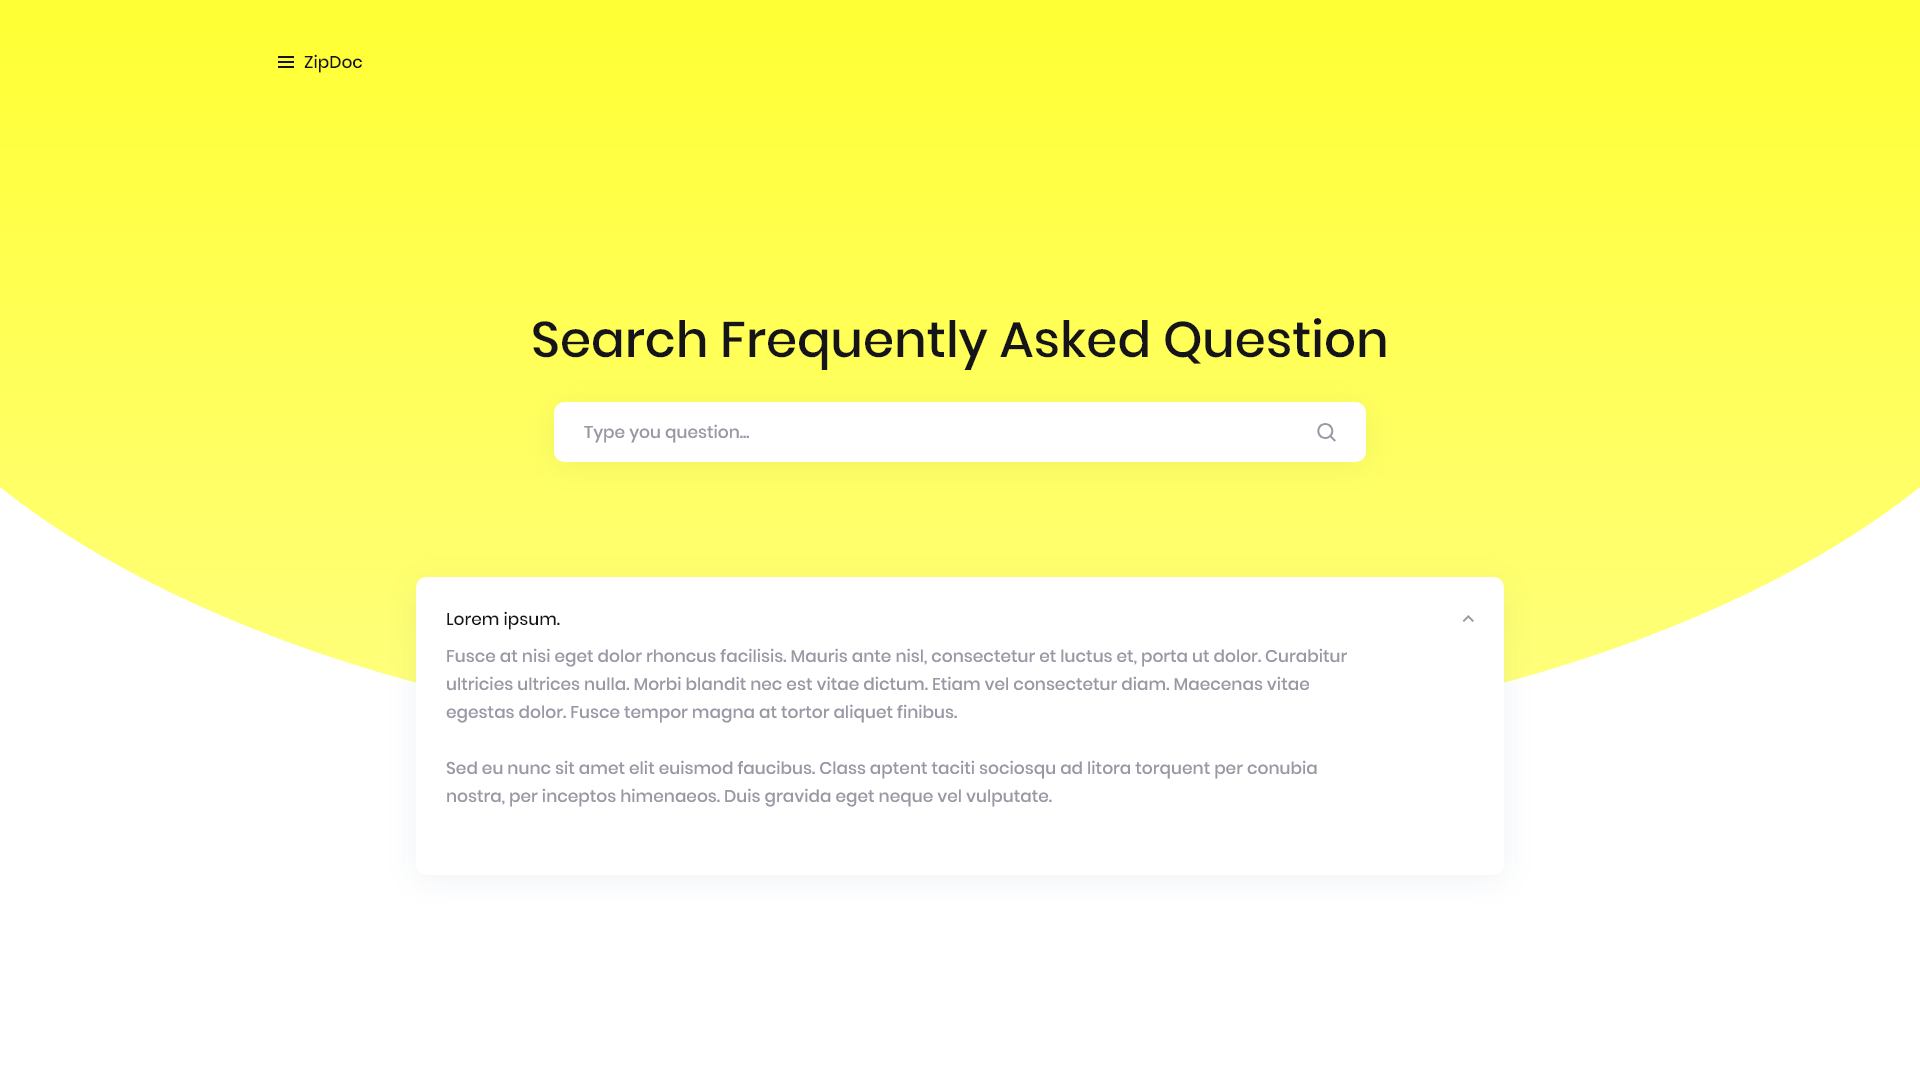 ZipDoc
Search Frequently Asked Question
Type you question...
Lorem ipsum.
Fusce at nisi eget dolor rhoncus facilisis. Mauris ante nisl, consectetur et luctus et, porta ut dolor. Curabitur
ultricies ultrices nulla. Morbi blandit nec est vitae dictum. Etiam vel consectetur diam. Maecenas vitae
egestas dolor. Fusce tempor magna at tortor aliquet finibus.
Sed eu nunc sit amet elit euismod faucibus. Class aptent taciti sociosqu ad litora torquent per conubia
nostra, per inceptos himenaeos. Duis gravida eget neque vel vulputate.